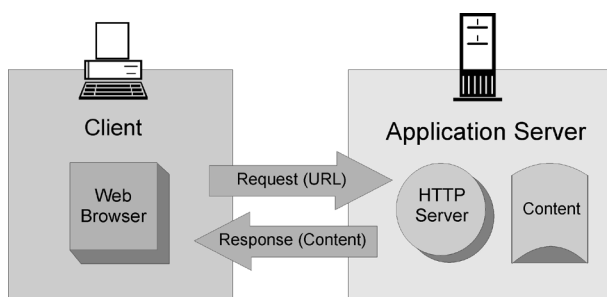 Client
Application Server
Web
Browser
Request (URL)
Response (Content)
HTTP
Server
Content